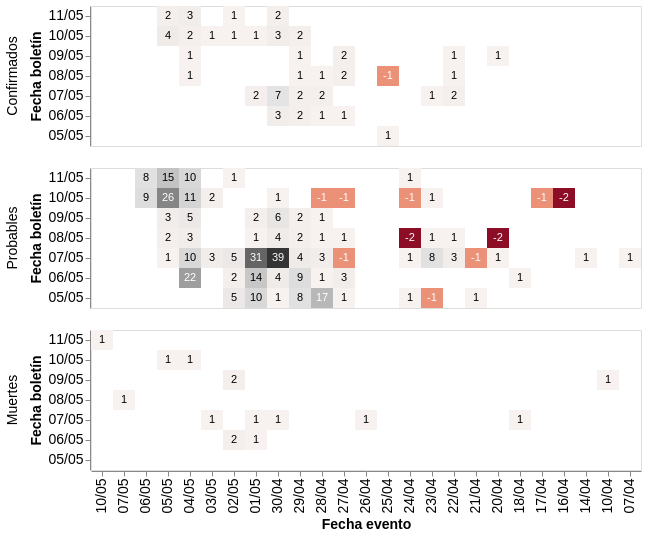 Confirmados
Fecha boletín
11/05 2 3 1 2
10/05 4 2 1 1 1 3 2
09/05 1 1 2 1 1
08/05 1 1 1 2 -1 1
07/05 2 7 2 2 1 2
06/05 3 2 1 1
05/05 1
Probables
Fecha boletín
11/05 8 15 10 1 1
10/05 9 26 11 2 1 -1 -1 -1 1 -1 -2
09/05 3 5 2 6 2 1
08/05 2 3 1 4 2 1 1 -2 1 1 -2
07/05 1 10 3 5 31 39 4 3 -1 1 8 3 -1 1 1 1
06/05 22 2 14 4 9 1 3 1
05/05 5 10 1 8 17 1 1 -1 1
Muertes
Fecha boletín
11/05 1
10/05 1 1
09/05 2 1
08/05 1
07/05 1 1 1 1 1
06/05 2 1
05/05
10/05 07/05 06/05 05/05 04/05 03/05 02/05 01/05 30/04 29/04 28/04 27/04 26/04 25/04 24/04 23/04 22/04 21/04 20/04 18/04 17/04 16/04 14/04 10/04 07/04
Fecha evento